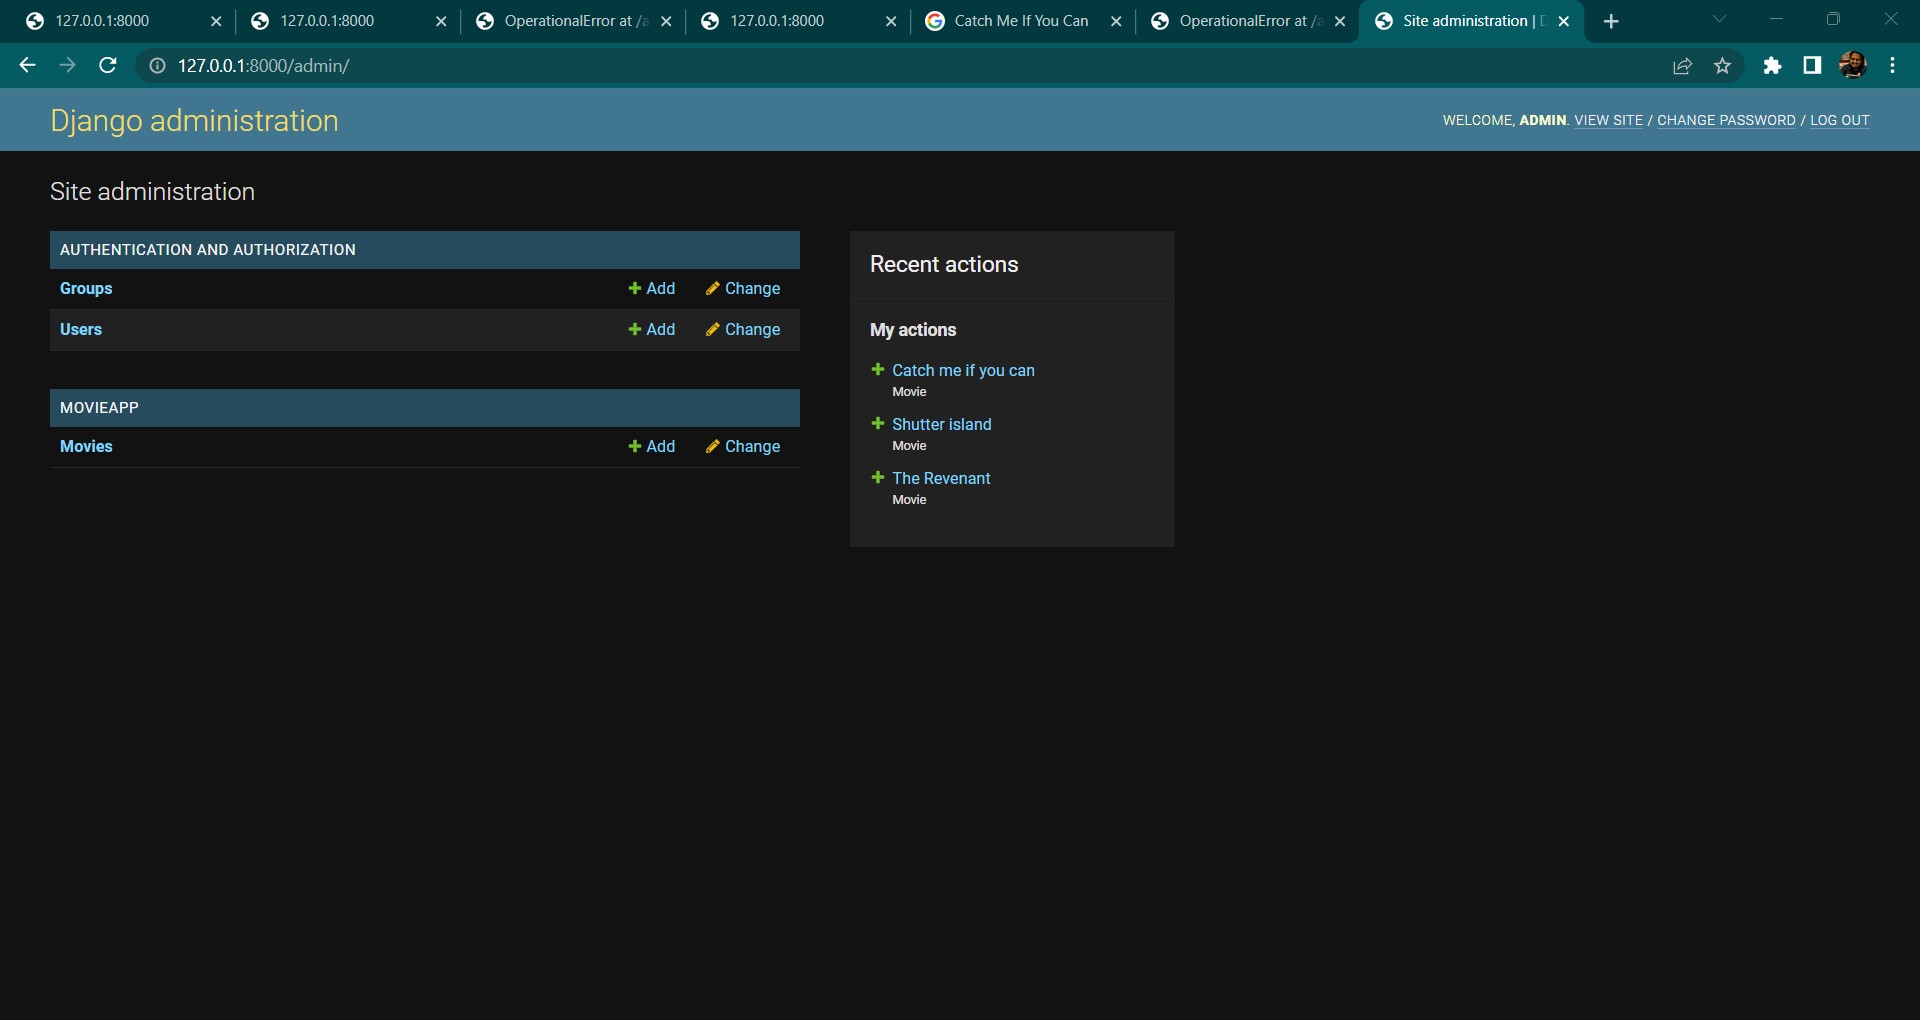 127.0.0.1:8000
127.0.0.1:8000
OperationalError at /a
127.0.0.1:8000
Catch Me If You Can
OperationalError at /a
Site administration | D
127.0.0.1:8000/admin/
Django administration
WELCOME, ADMIN. VIEW SITE / CHANGE PASSWORD / LOG OUT
Site administration
AUTHENTICATION AND AUTHORIZATION
Groups Add Change
Users Add Change
MOVIEAPP
Movies Add Change
Recent actions
My actions
Catch me if you can
Movie
Shutter island
Movie
The Revenant
Movie